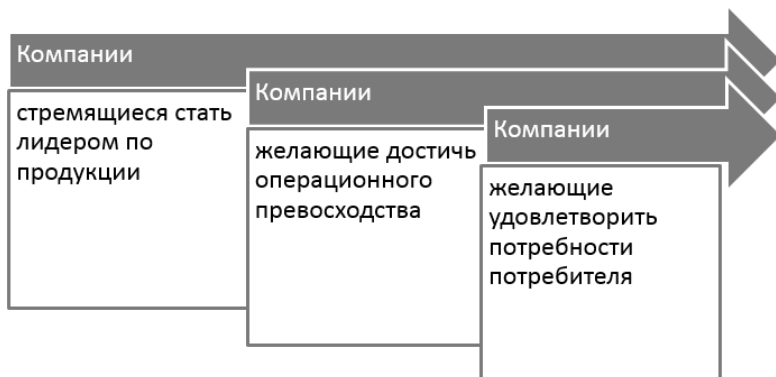 Компании
стремящиеся стать
лидером по
продукции
Компании
желающие достичь
операционного
превосходства
Компании
желающие
удовлетворить
потребности
потребителя